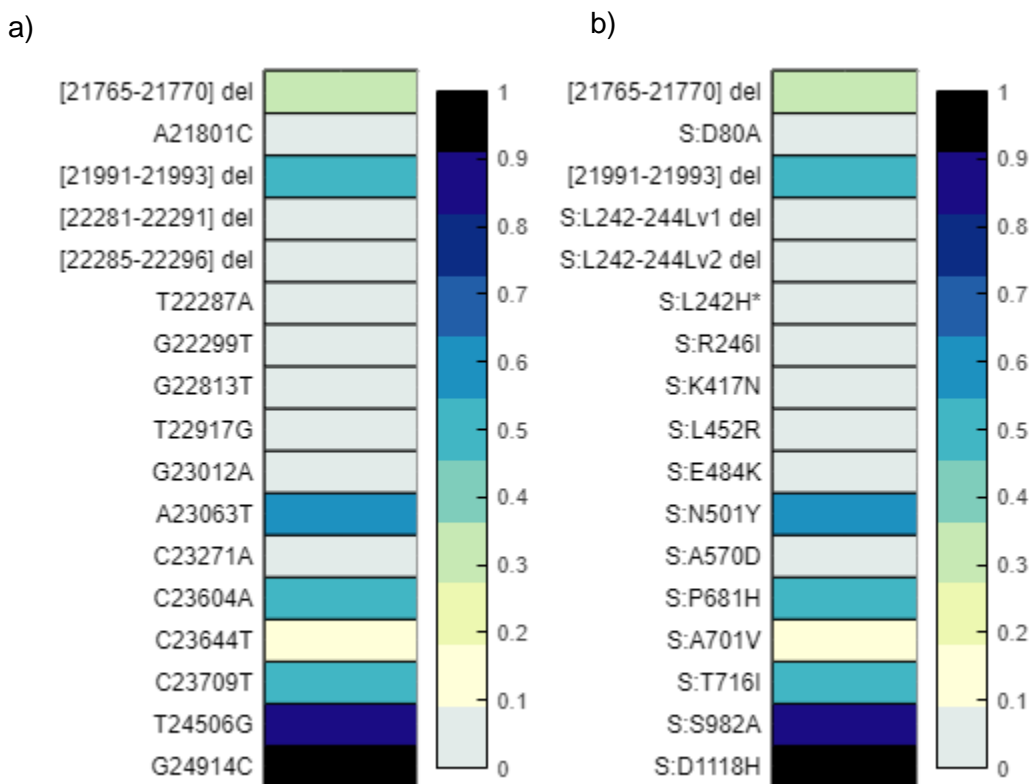 a)
[21765-21770] del
A21801C
[21991-21993] del
[22281-22291] del
[22285-22296] del
T22287A
G22299T
G22813T
T22917G
G23012A
A23063T
C23271A
C23604A
C23644T
C23709T
T24506G
G24914C
1
0.9
0.8
0.7
0.6
0.5
0.4
0.3
0.2
0.1
0
b)
[21765-21770] del
S:D80A
[21991-21993] del
S:L242-244Lv1 del
S:L242-244Lv2 del
S:L242H*
S:R246I
S:K417N
S:L452R
S:E484K
S:N501Y
S:A570D
S:P681H
S:A701V
S:T716I
S:S982A
S:D1118H
1
0.9
0.8
0.7
0.6
0.5
0.4
0.3
0.2
0.1
0